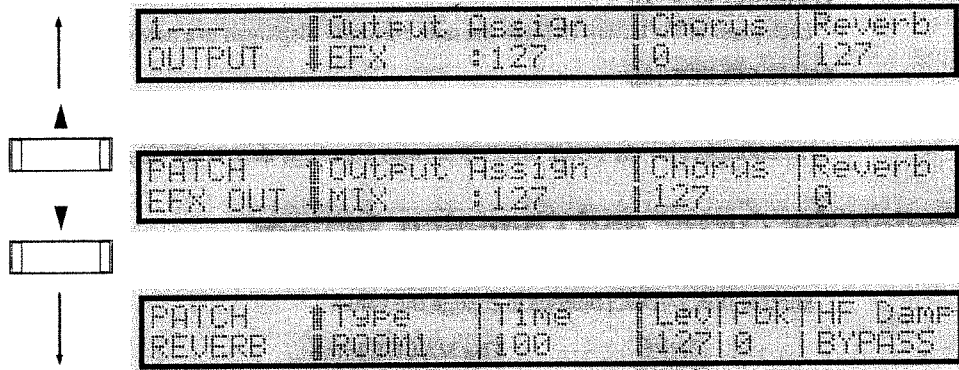 1--- Output Assign Chorus Reverb
OUTPUT EFX :127 0 127
PATCH Output Assign Chorus Reverb
EFX OUT MIX :127 127 0
PATCH Type Time Lev Fbk HF Damp
REVERB ROOM1 100 127 0 BYPASS